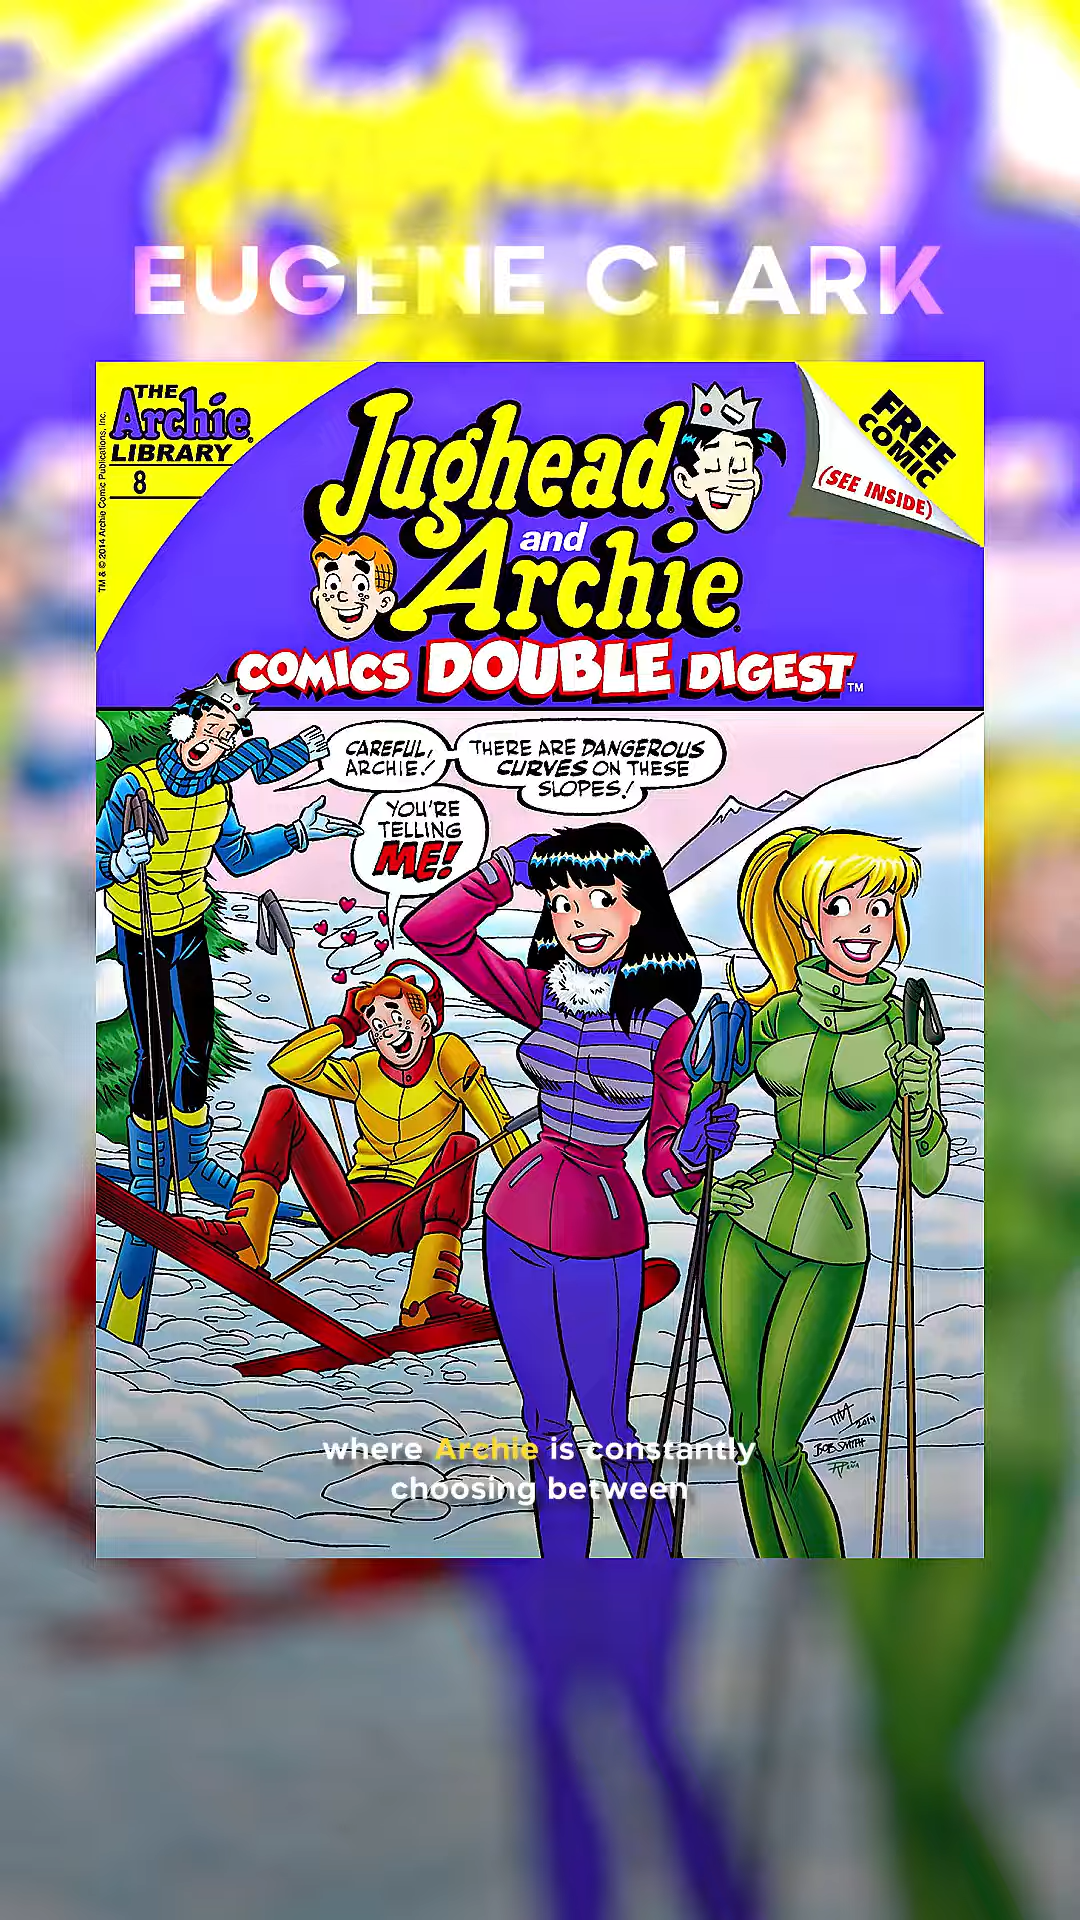 EUGENE CLARK
THE
Archie
LIBRARY
8
TM & © 2014 Archie Comic Publications, Inc.
Jughead
and
Archie
COMICS DOUBLE DIGEST™
FREE
COMIC
(SEE INSIDE)
CAREFUL,
ARCHIE!
THERE ARE DANGEROUS
CURVES ON THESE
SLOPES!
YOU'RE
TELLING
ME!
2014
BOB SMITH
where Archie is constantly
choosing between